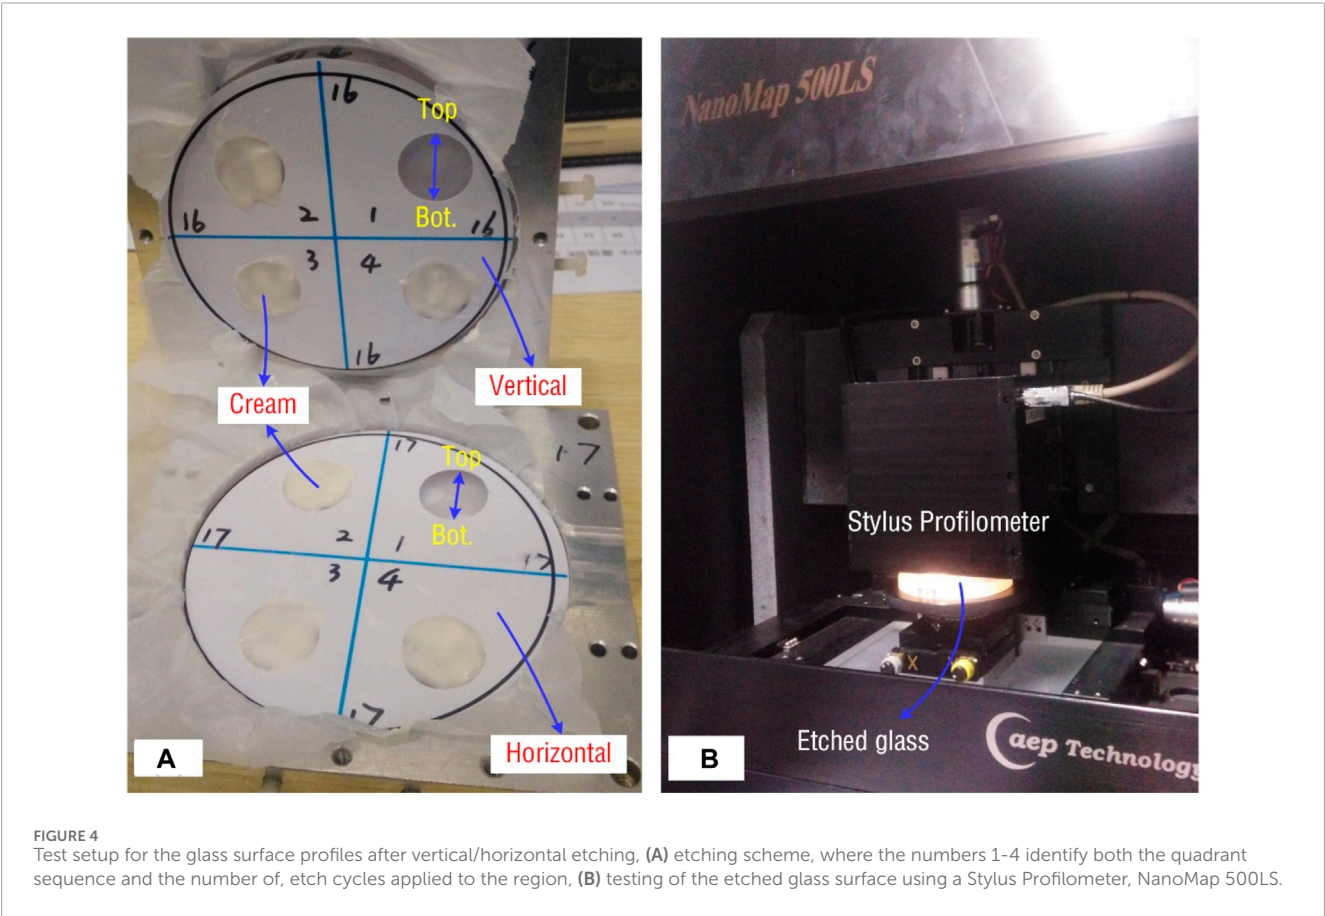 16
Top
Bot.
16
2
1
16
3
4
16
Cream
Vertical
17
Top
17
Bot.
17
2
1
17
3
4
17
Horizontal
A
NanoMap 500LS
Stylus Profilometer
X
Etched glass
aep Technology
B
FIGURE 4
Test setup for the glass surface profiles after vertical/horizontal etching, (A) etching scheme, where the numbers 1-4 identify both the quadrant
sequence and the number of, etch cycles applied to the region, (B) testing of the etched glass surface using a Stylus Profilometer, NanoMap 500LS.